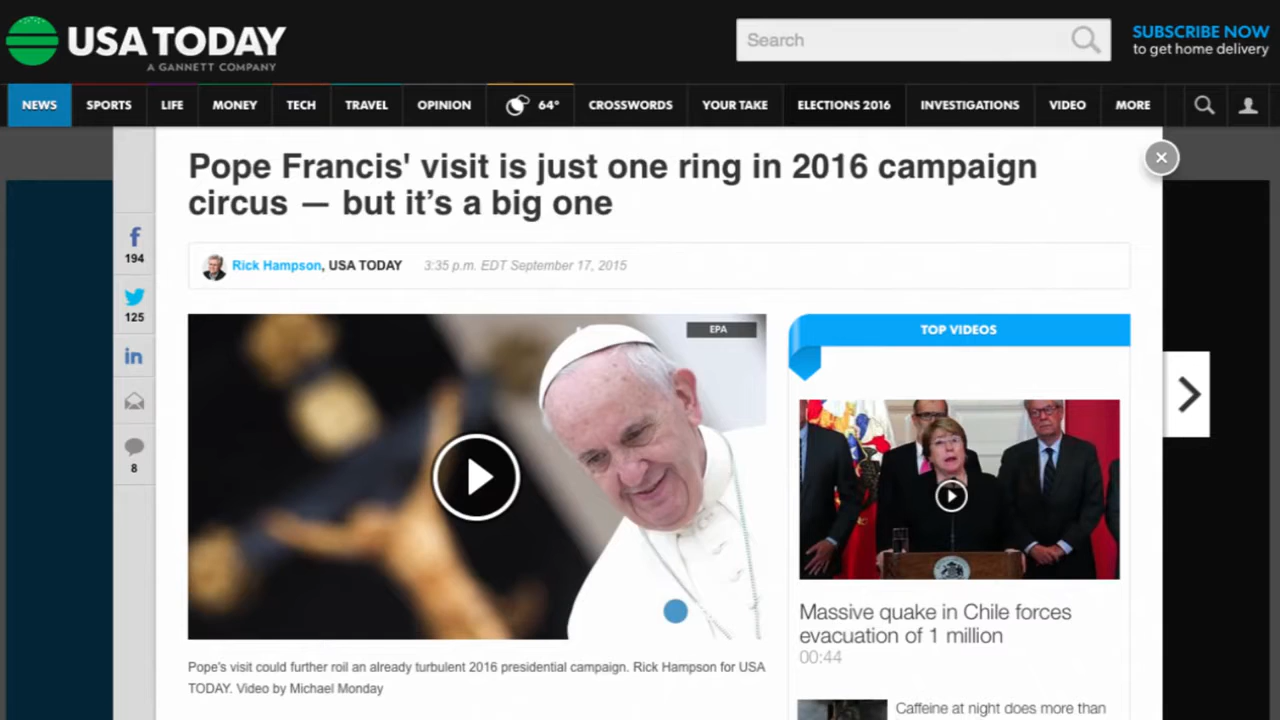 USA TODAY
A GANNETT COMPANY
Search
SUBSCRIBE NOW
to get home delivery
NEWS
SPORTS
LIFE
MONEY
TECH
TRAVEL
OPINION
64°
CROSSWORDS
YOUR TAKE
ELECTIONS 2016
INVESTIGATIONS
VIDEO
MORE
Pope Francis' visit is just one ring in 2016 campaign
circus — but it’s a big one
194
125
in
8
Rick Hampson, USA TODAY 3:35 p.m. EDT September 17, 2015
EPA
Pope's visit could further roil an already turbulent 2016 presidential campaign. Rick Hampson for USA
TODAY. Video by Michael Monday
TOP VIDEOS
Massive quake in Chile forces
evacuation of 1 million
00:44
Caffeine at night does more than